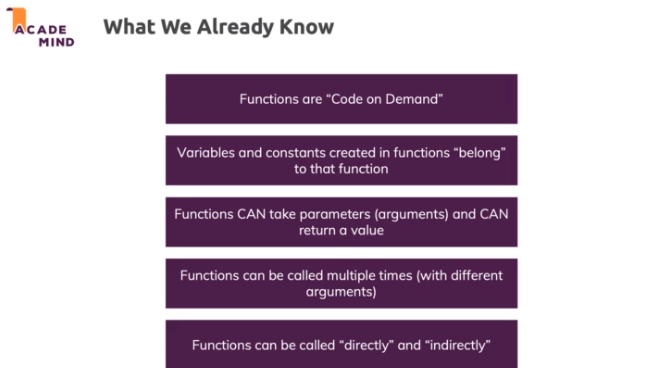 ACADE
MIND
What We Already Know
Functions are “Code on Demand”
Variables and constants created in functions “belong”
to that function
Functions CAN take parameters (arguments) and CAN
return a value
Functions can be called multiple times (with different
arguments)
Functions can be called “directly” and “indirectly”